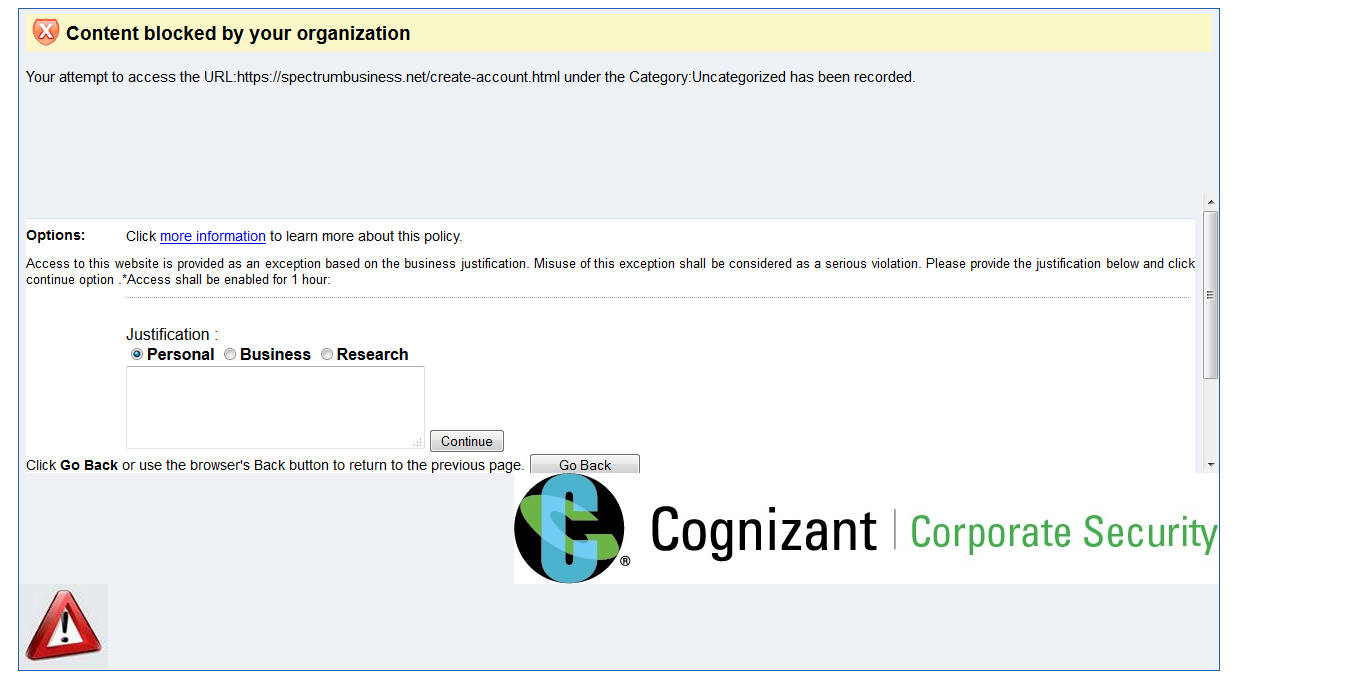 Content blocked by your organization
Your attempt to access the URL:https://spectrumbusiness.net/create-account.html under the Category:Uncategorized has been recorded.
Options: Click more information to learn more about this policy.
Access to this website is provided as an exception based on the business justification. Misuse of this exception shall be considered as a serious violation. Please provide the justification below and click
continue option .*Access shall be enabled for 1 hour:
Justification :
Personal Business Research
Continue
Click Go Back or use the browser's Back button to return to the previous page. Go Back
Cognizant | Corporate Security
®